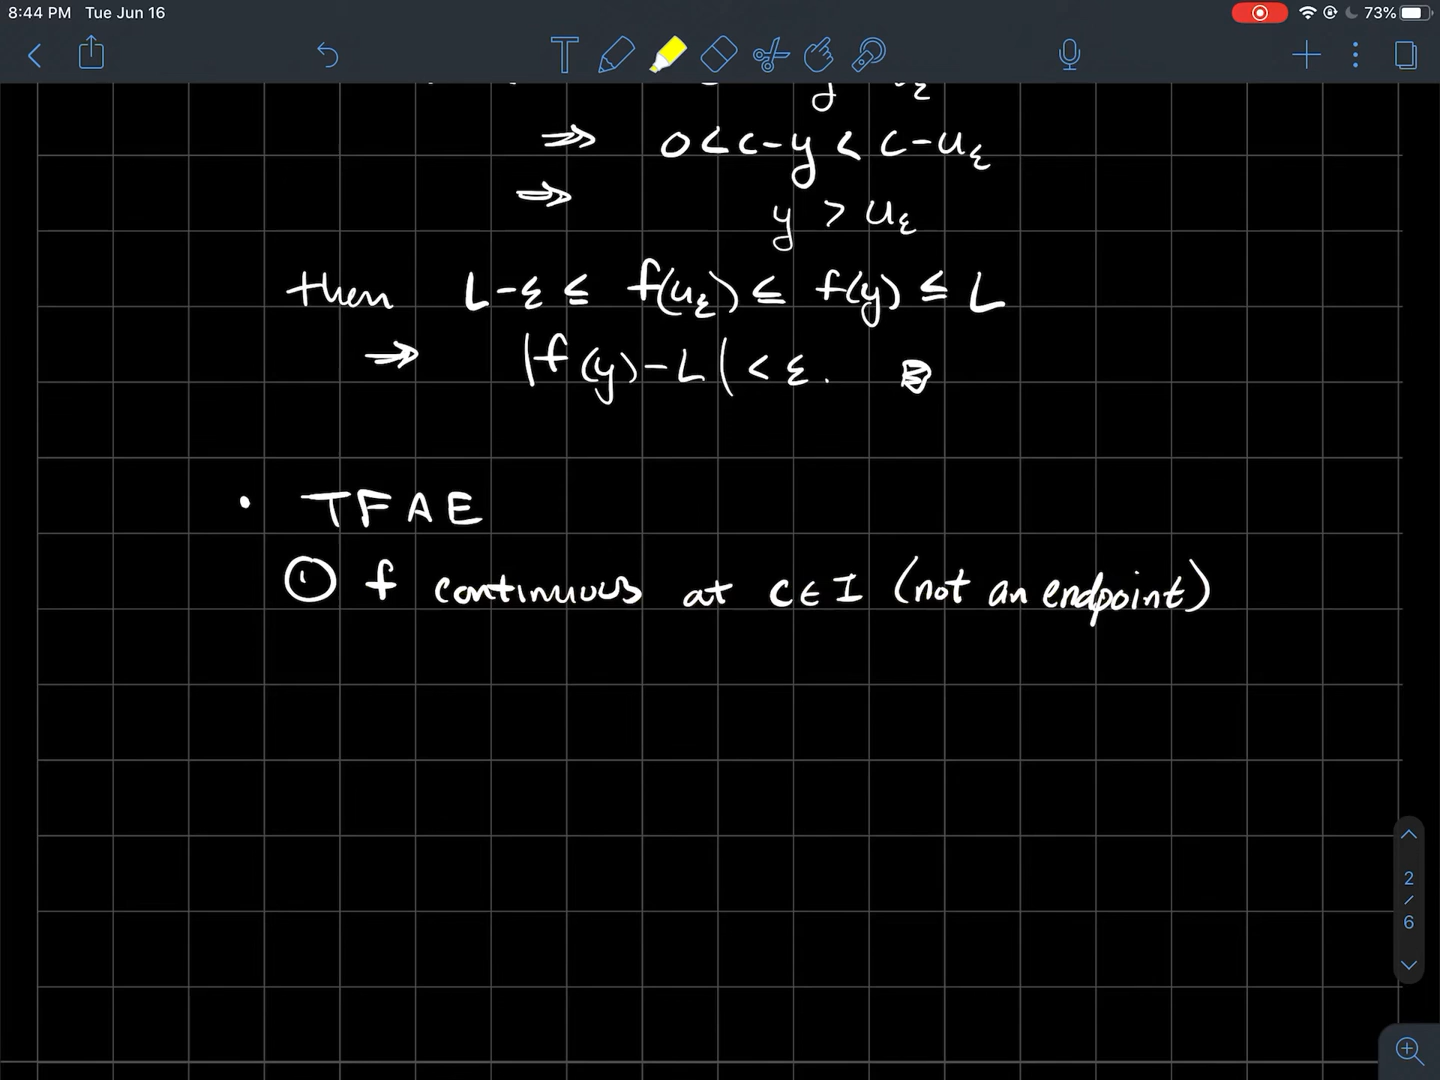 8:44 PM Tue Jun 16
73%
T
⇒ 0 < c - y < c - u_ε
⇒ y > u_ε
then L - ε ≤ f(u_ε) ≤ f(y) ≤ L
⇒ |f(y) - L| < ε.
• TFAE
① f continuous at c ∈ I (not an endpoint)
2 / 6